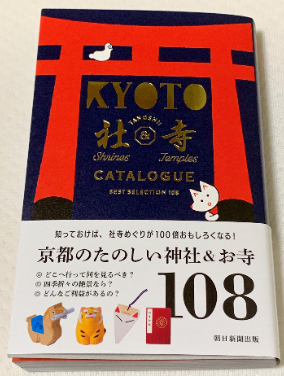 KYOTO
TANOSHII
社&寺
Shrines Temples
CATALOGUE
BEST SELECTION 108
知っておけば、社寺めぐりが100倍おもしろくなる!
京都のたのしい神社&お寺
◎ どこへ行って何を見るべき?
◎ 四季折々の絶景なら?
◎ どんなご利益があるの?
108
朝日新聞出版